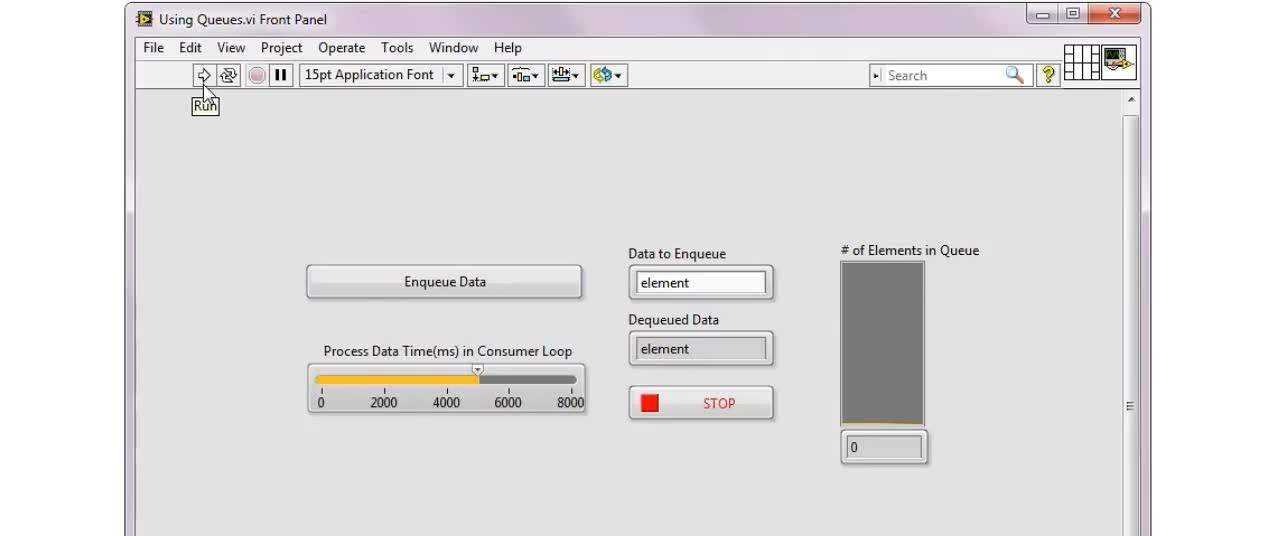 Using Queues.vi Front Panel
File Edit View Project Operate Tools Window Help
15pt Application Font
Search
?
Run
# of Elements in Queue
Data to Enqueue
Enqueue Data
element
Dequeued Data
element
Process Data Time(ms) in Consumer Loop
0 2000 4000 6000 8000
STOP
0